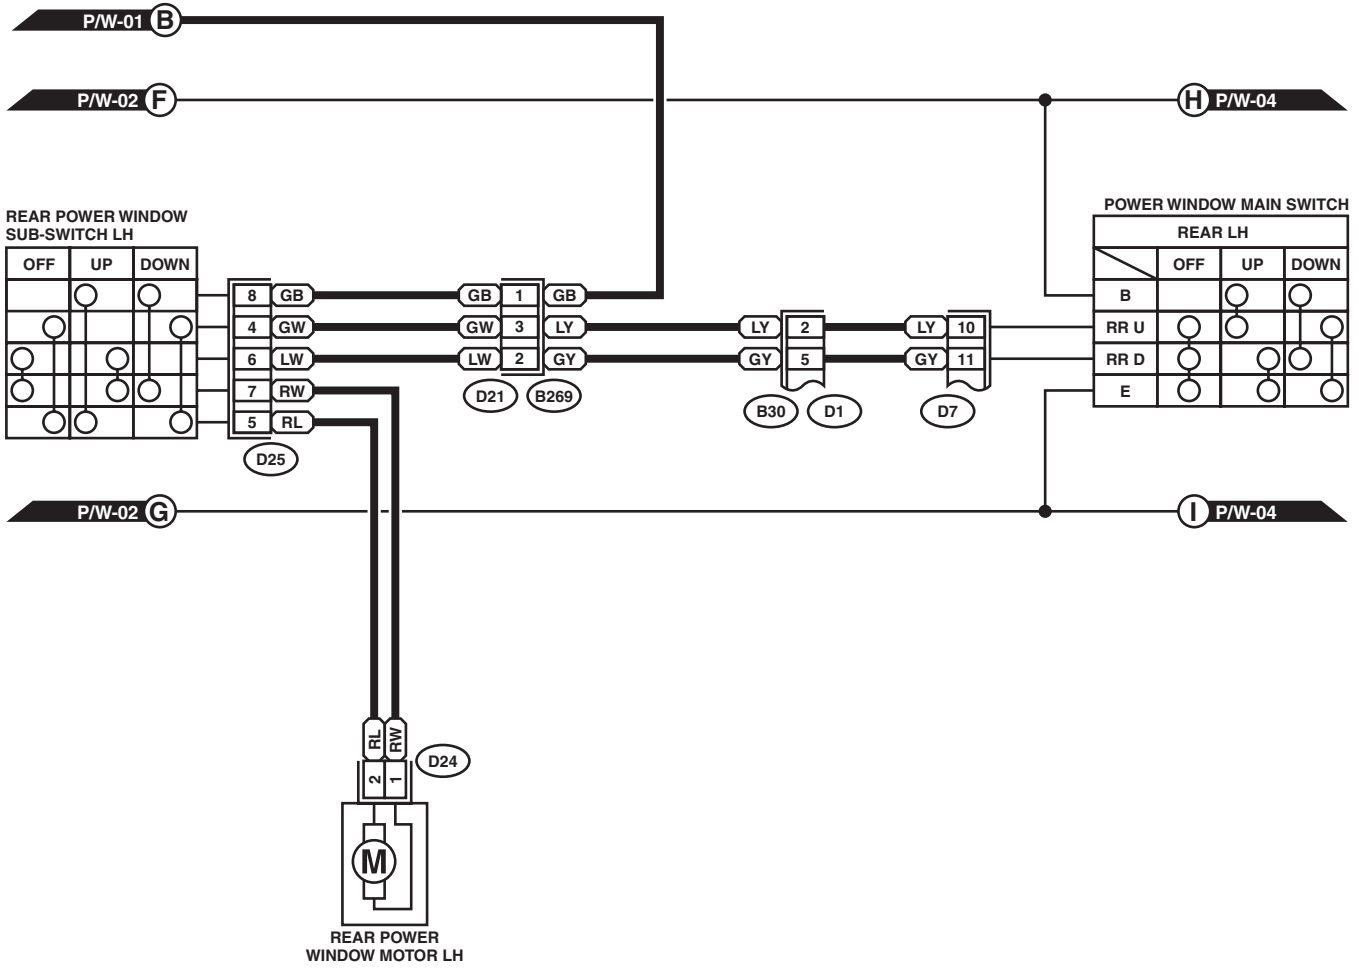 P/W-01 B
P/W-02 F
H P/W-04
REAR POWER WINDOW
SUB-SWITCH LH
POWER WINDOW MAIN SWITCH
REAR LH
OFF UP DOWN
OFF UP DOWN
8 GB GB 1 GB
B
4 GW GW 3 LY LY 2 LY 10
RR U
6 LW LW 2 GY GY 5 GY 11
RR D
7 RW
E
5 RL
D21 B269 B30 D1 D7
D25
P/W-02 G
I P/W-04
RL RW
D24
2 1
M
REAR POWER
WINDOW MOTOR LH